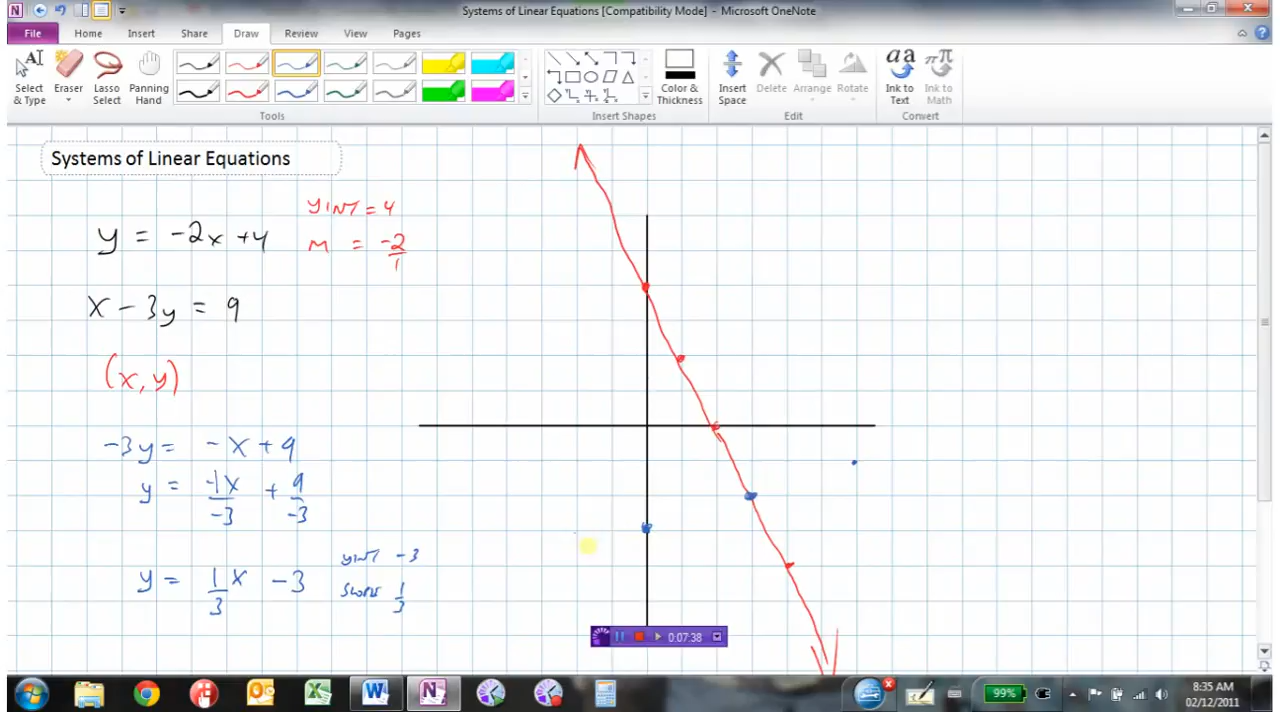 Systems of Linear Equations [Compatibility Mode] - Microsoft OneNote
File Home Insert Share Draw Review View Pages
Select & Type
Eraser
Lasso Select
Panning Hand
Color & Thickness
Insert Space
Delete
Arrange
Rotate
Ink to Text
Ink to Math
Tools
Insert Shapes
Edit
Convert
Systems of Linear Equations
y = -2x +4
YINT = 4
M = -2/1
x - 3y = 9
(x, y)
-3y = -x + 9
y = -1x/-3 + 9/-3
y = 1/3 x - 3
YINT -3
SLOPE 1/3
0:07:38
99%
8:35 AM
02/12/2011